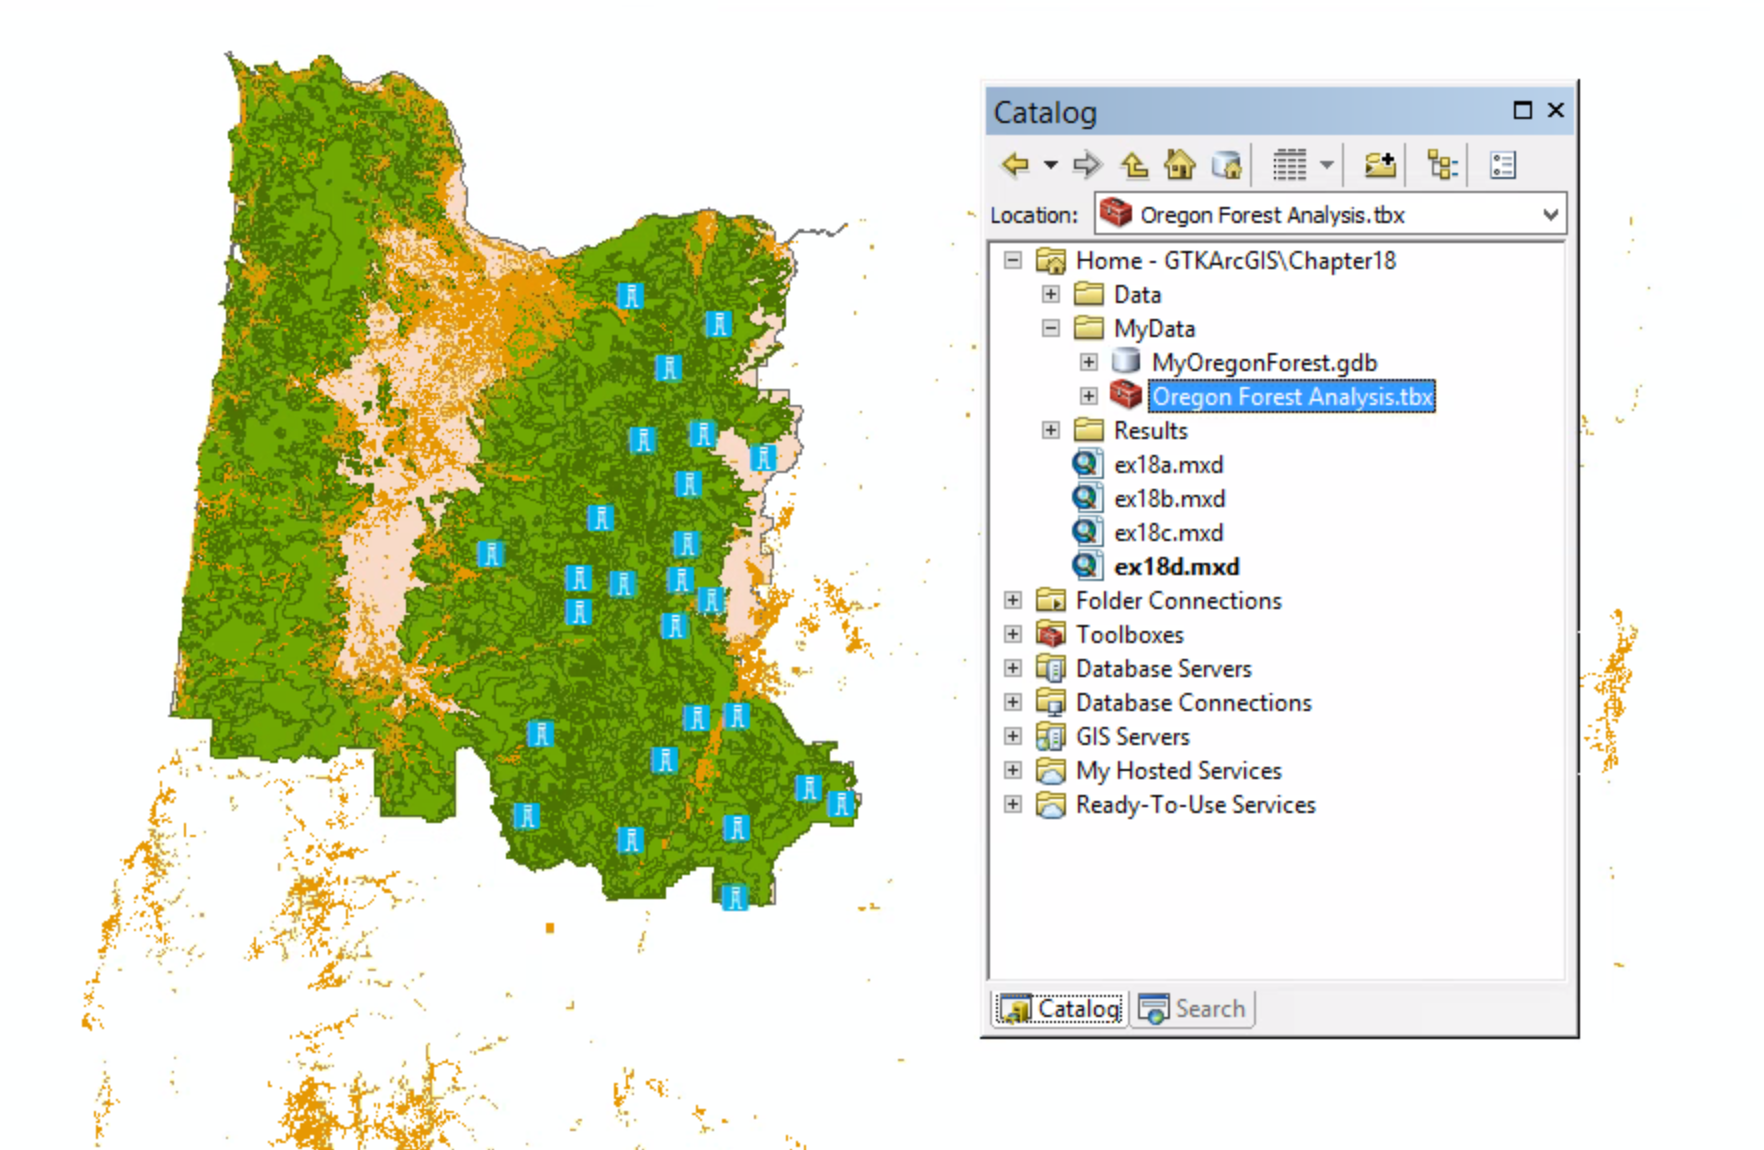 Catalog
Location: Oregon Forest Analysis.tbx
Home - GTKArcGIS\Chapter18
Data
MyData
MyOregonForest.gdb
Oregon Forest Analysis.tbx
Results
ex18a.mxd
ex18b.mxd
ex18c.mxd
ex18d.mxd
Folder Connections
Toolboxes
Database Servers
Database Connections
GIS Servers
My Hosted Services
Ready-To-Use Services
Catalog Search